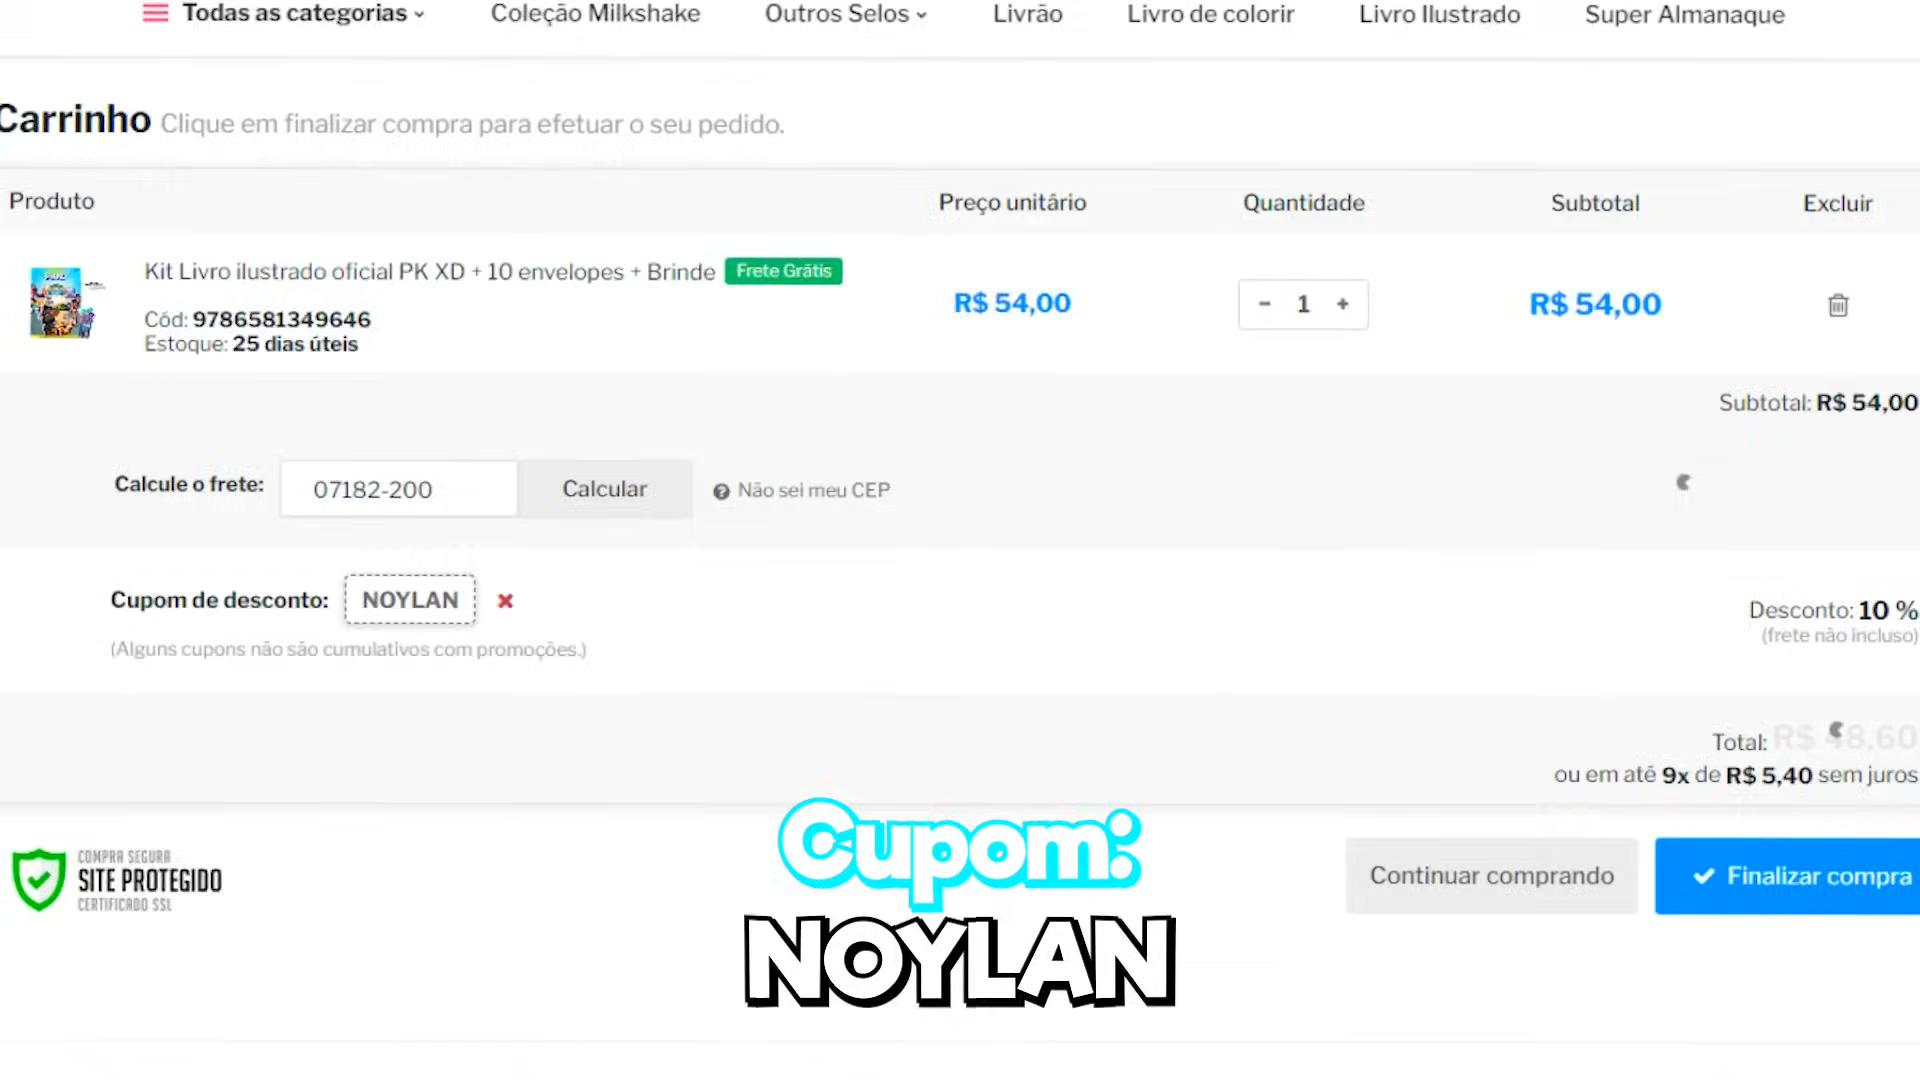 Todas as categorias
Coleção Milkshake
Outros Selos
Livrão
Livro de colorir
Livro Ilustrado
Super Almanaque
Carrinho Clique em finalizar compra para efetuar o seu pedido.
Produto
Preço unitário
Quantidade
Subtotal
Excluir
Kit Livro ilustrado oficial PK XD + 10 envelopes + Brinde Frete Grátis
Cód: 9786581349646
Estoque: 25 dias úteis
R$ 54,00
- 1 +
R$ 54,00
Subtotal: R$ 54,00
Calcule o frete: 07182-200 Calcular ? Não sei meu CEP
Cupom de desconto: NOYLAN
(Alguns cupons não são cumulativos com promoções.)
Desconto: 10 %
(frete não incluso)
Total: R$ 48,60
ou em até 9x de R$ 5,40 sem juros
COMPRA SEGURA
SITE PROTEGIDO
CERTIFICADO SSL
Continuar comprando
Finalizar compra
Cupom:
NOYLAN